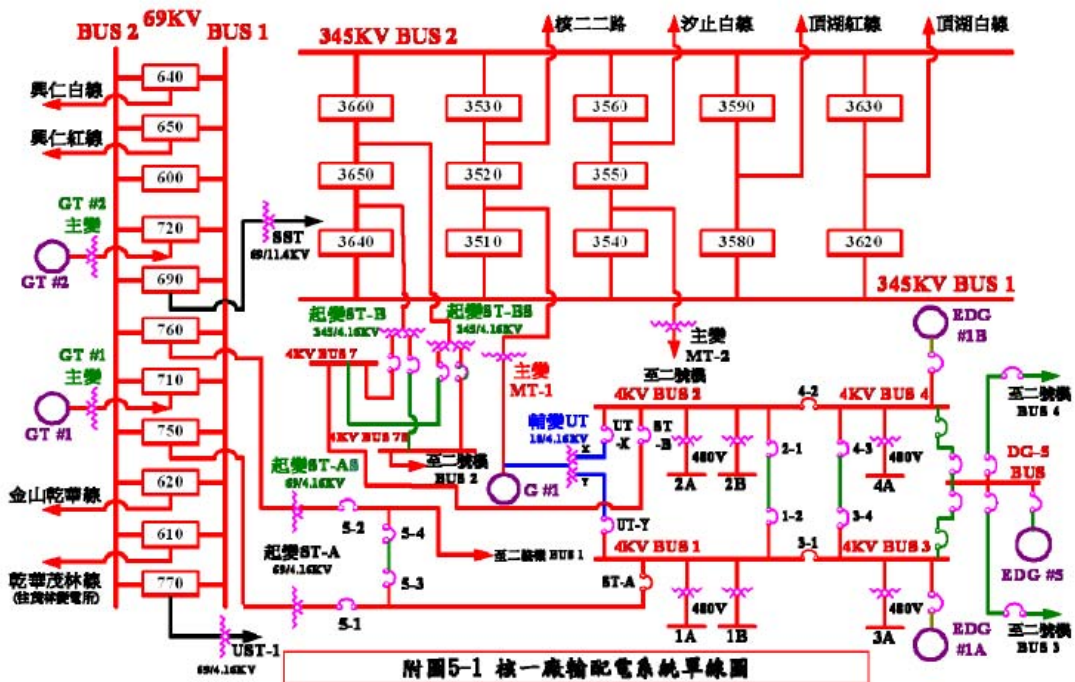 69KV
BUS 2
BUS 1
640
興仁白線
650
興仁紅線
600
GT #2
主變
720
GT #2
690
SST
69/11.4KV
760
GT #1
主變
710
GT #1
750
620
金山乾華線
610
乾華茂林線
(往茂林變電所)
770
UST-1
69/4.16KV
345KV BUS 2
核二二路
汐止白線
頂湖紅線
頂湖白線
3660
3530
3560
3590
3630
3650
3520
3550
3640
3510
3540
3580
3620
345KV BUS 1
起變ST-B
345/4.16KV
起變ST-BS
345/4.16KV
4KV BUS 7
4KV BUS 7S
至二號機
BUS 2
主變
MT-1
主變
MT-2
至二號機
EDG
#1B
輔變UT
18/4.16KV
X
Y
G #1
4KV BUS 2
4-2
4KV BUS 4
UT
-X
ST
-B
480V
480V
2A
2B
2-1
4-3
4A
1-2
3-4
至二號機
BUS 4
DG-5
BUS
EDG #5
至二號機
BUS 3
起變ST-AS
69/4.16KV
5-2
5-4
5-3
5-1
起變ST-A
69/4.16KV
至二號機 BUS 1
UT-Y
4KV BUS 1
3-1
4KV BUS 3
ST-A
480V
480V
1A
1B
3A
EDG
#1A
附圖5-1 核一廠輸配電系統單線圖